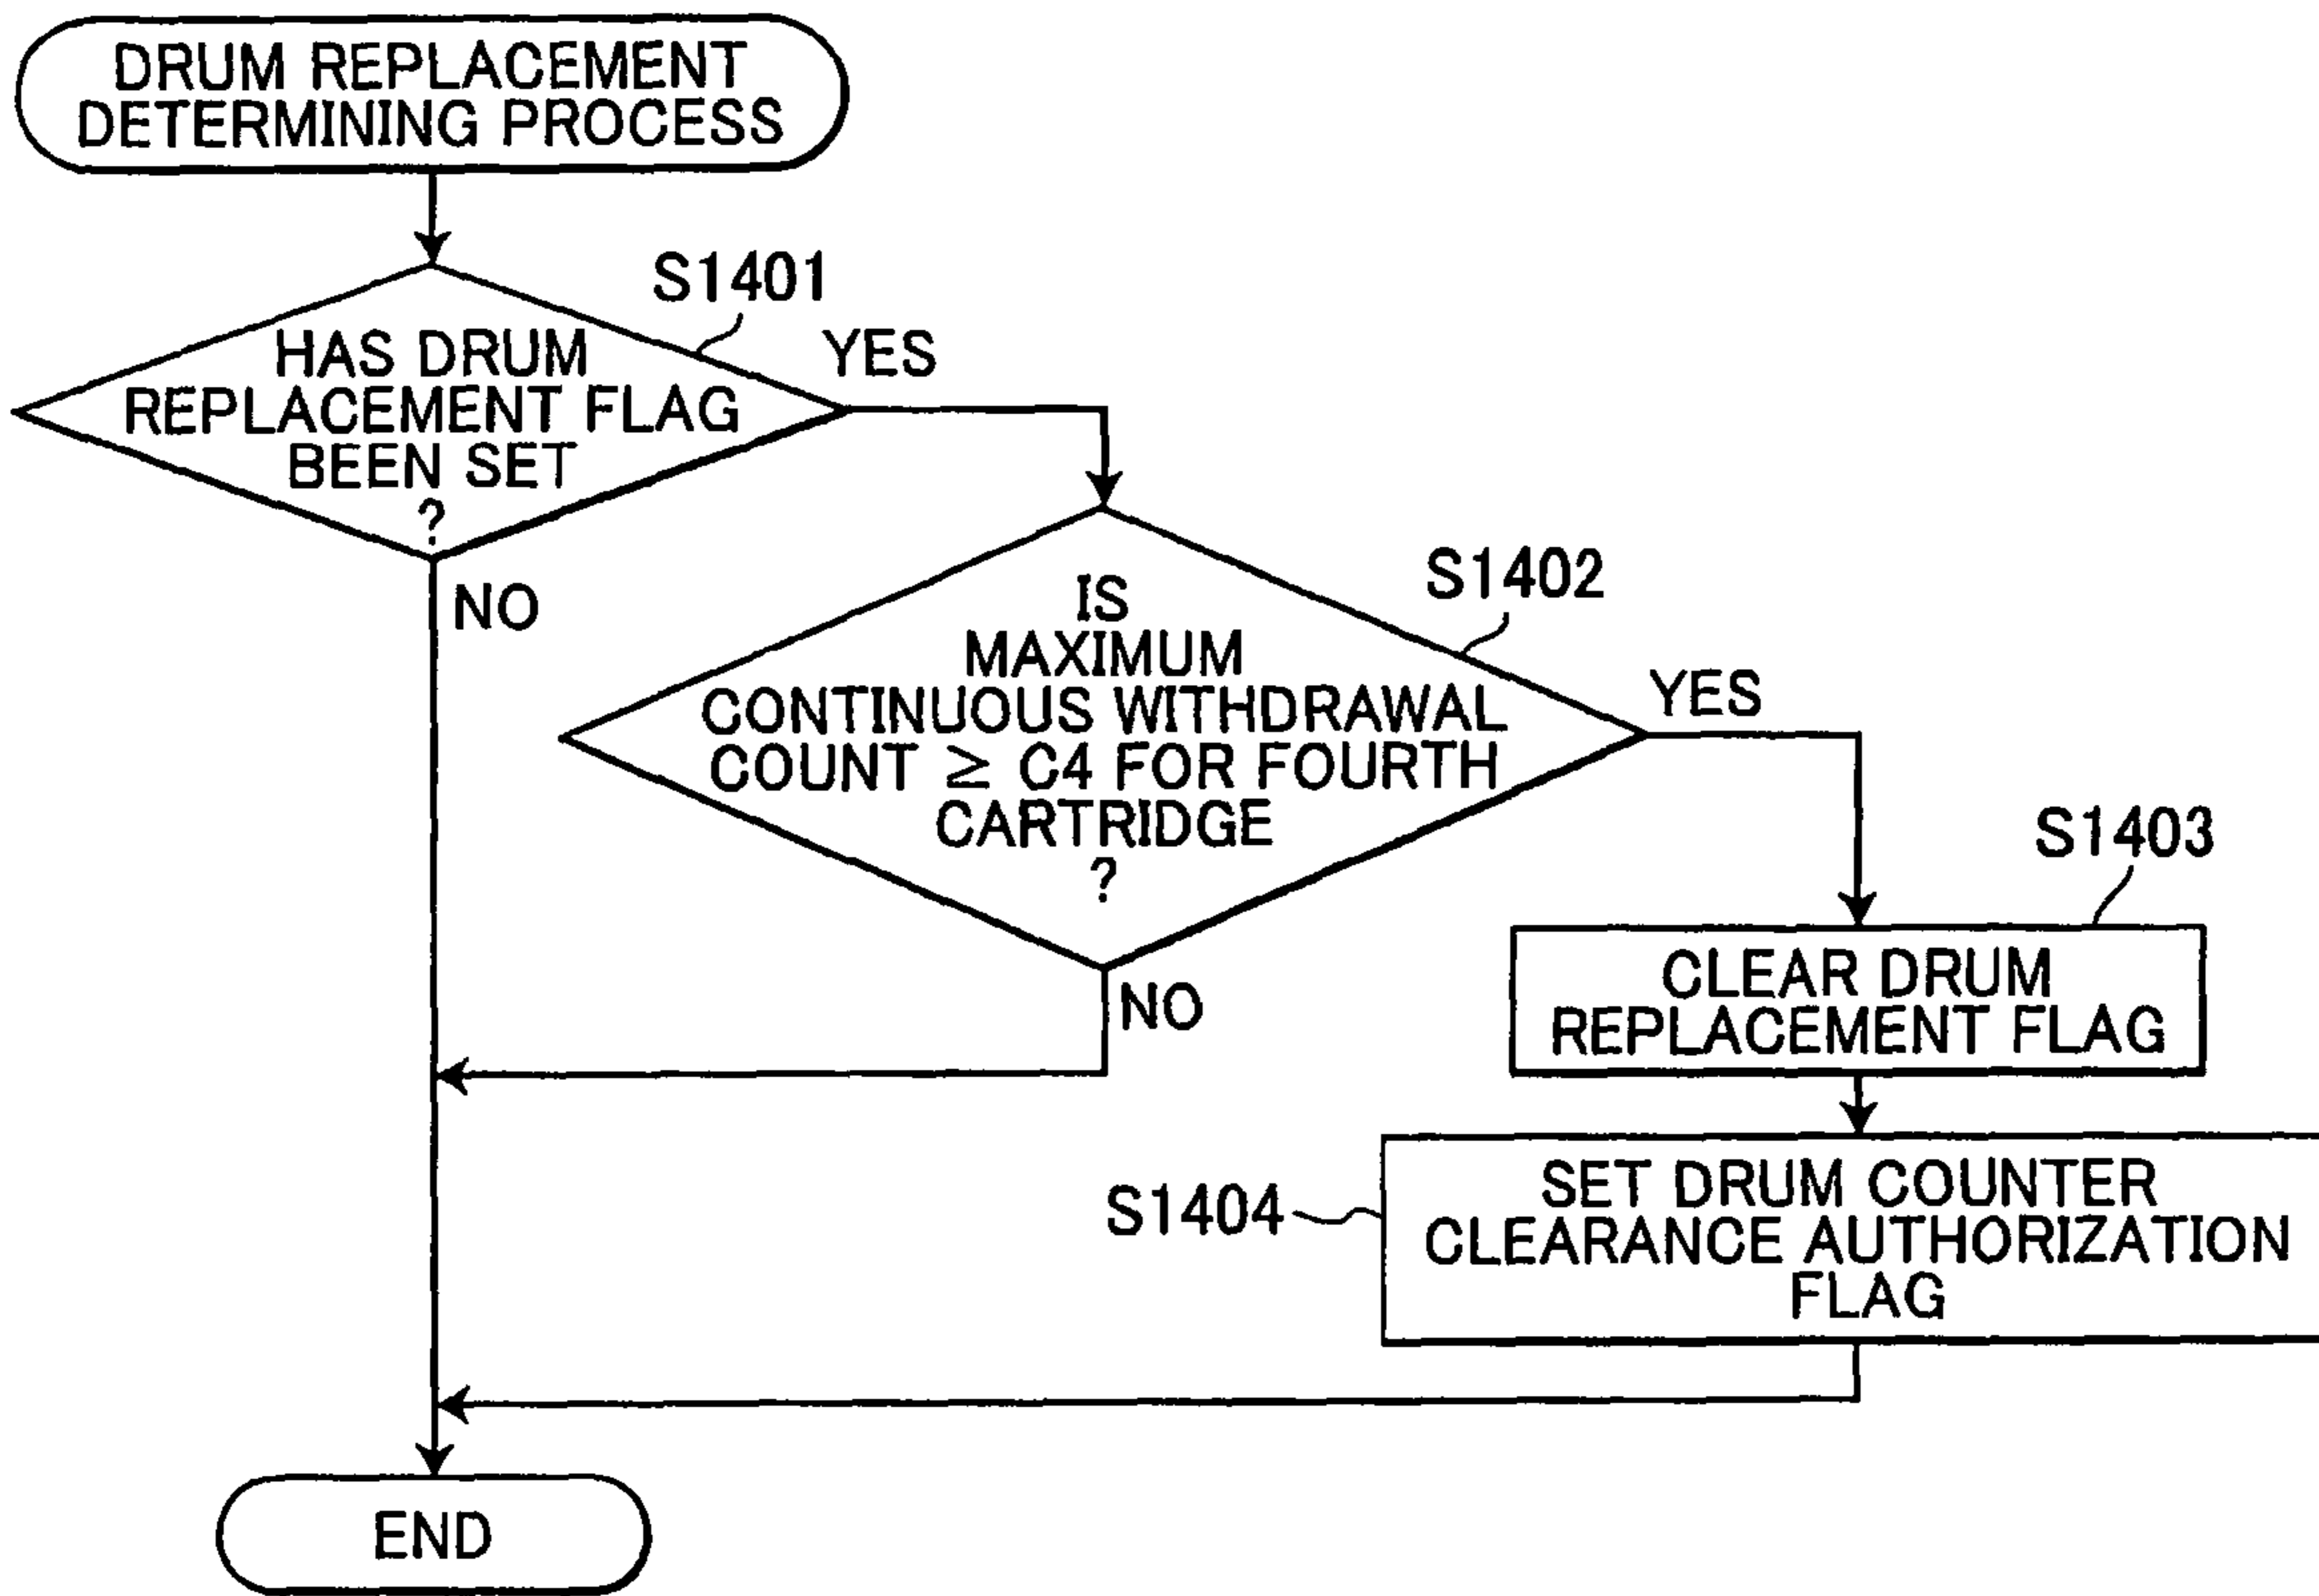 DRUM REPLACEMENT
DETERMINING PROCESS
S1401
HAS DRUM
REPLACEMENT FLAG
BEEN SET
?
YES
NO
S1402
IS
MAXIMUM
CONTINUOUS WITHDRAWAL
COUNT ≧ C4 FOR FOURTH
CARTRIDGE
?
YES
NO
S1403
CLEAR DRUM
REPLACEMENT FLAG
S1404
SET DRUM COUNTER
CLEARANCE AUTHORIZATION
FLAG
END